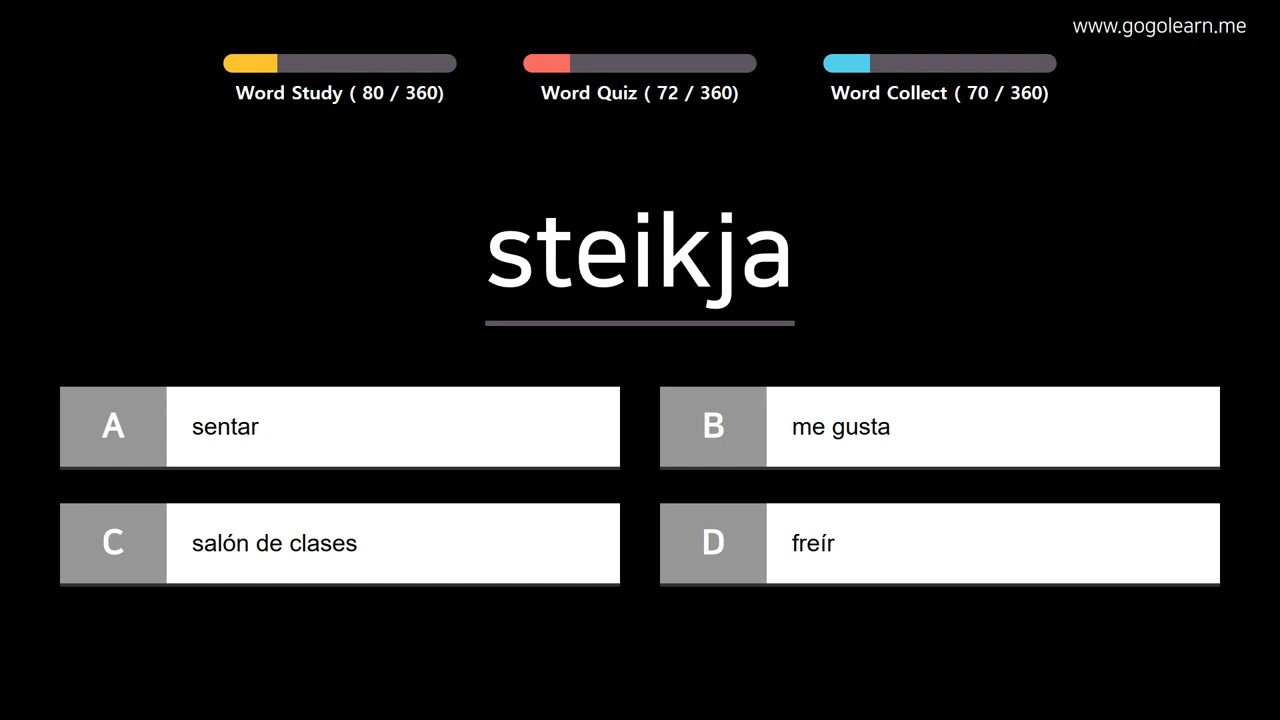 www.gogolearn.me
Word Study ( 80 / 360)
Word Quiz ( 72 / 360)
Word Collect ( 70 / 360)
steikja
A sentar
B me gusta
C salón de clases
D freír